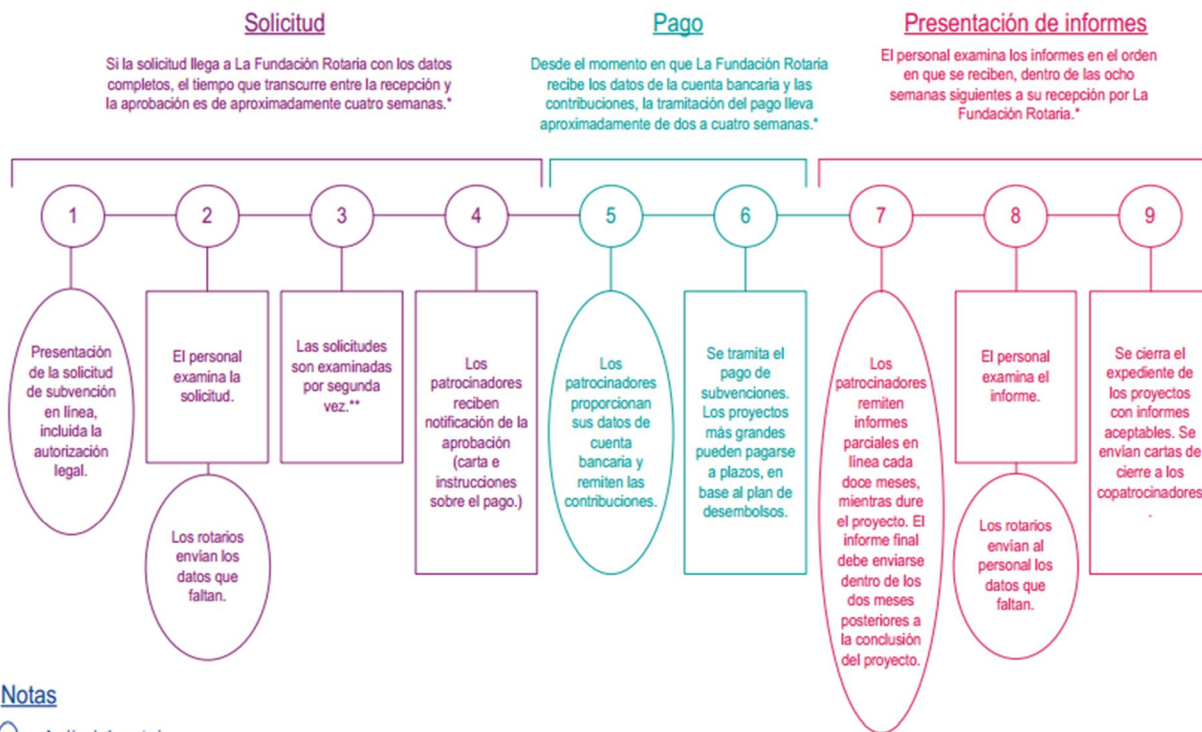 Solicitud
Si la solicitud llega a La Fundación Rotaria con los datos
completos, el tiempo que transcurre entre la recepción y
la aprobación es de aproximadamente cuatro semanas.*
Pago
Desde el momento en que La Fundación Rotaria
recibe los datos de la cuenta bancaria y las
contribuciones, la tramitación del pago lleva
aproximadamente de dos a cuatro semanas.*
Presentación de informes
El personal examina los informes en el orden
en que se reciben, dentro de las ocho
semanas siguientes a su recepción por La
Fundación Rotaria.*
1
2
3
4
5
6
7
8
9
Presentación
de la solicitud
de subvención
en línea,
incluida la
autorización
legal.
El personal
examina la
solicitud.
Los rotarios
envían los
datos que
faltan.
Las solicitudes
son examinadas
por segunda
vez.**
Los
patrocinadores
reciben
notificación de la
aprobación
(carta e
instrucciones
sobre el pago.)
Los
patrocinadores
proporcionan
sus datos de
cuenta
bancaria y
remiten las
contribuciones.
Se tramita el
pago de
subvenciones.
Los proyectos
más grandes
pueden pagarse
a plazos, en
base al plan de
desembolsos.
Los
patrocinadores
remiten
informes
parciales en
línea cada
doce meses,
mientras dure
el proyecto. El
informe final
debe enviarse
dentro de los
dos meses
posteriores a
la conclusión
del proyecto.
El personal
examina el
informe.
Los rotarios
envían al
personal los
datos que
faltan.
Se cierra el
expediente de
los proyectos
con informes
aceptables. Se
envían cartas de
cierre a los
copatrocinadores
.
Notas